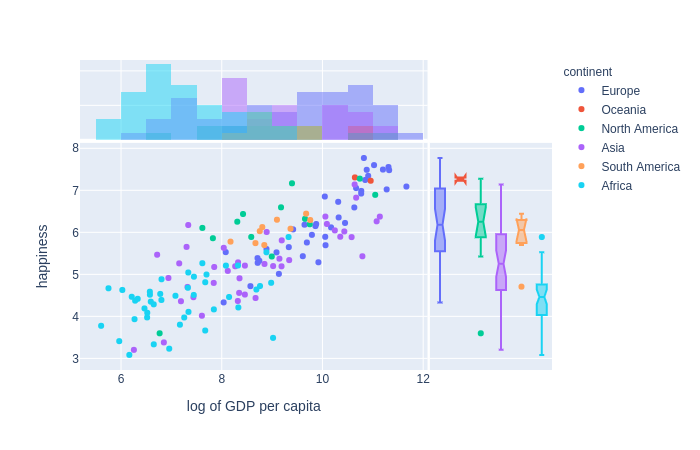 continent
Europe
Oceania
North America
Asia
South America
Africa
8
7
6
5
4
3
happiness
6
8
10
12
log of GDP per capita